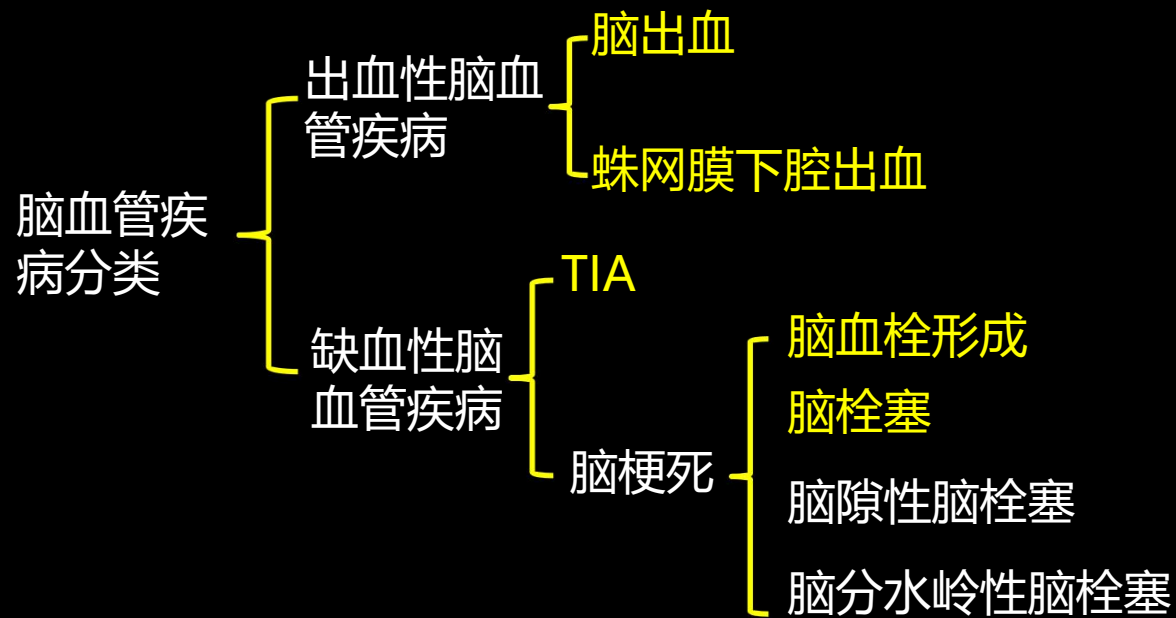 脑血管疾
病分类
出血性脑血
管疾病
脑出血
蛛网膜下腔出血
缺血性脑
血管疾病
TIA
脑梗死
脑血栓形成
脑栓塞
脑隙性脑栓塞
脑分水岭性脑栓塞